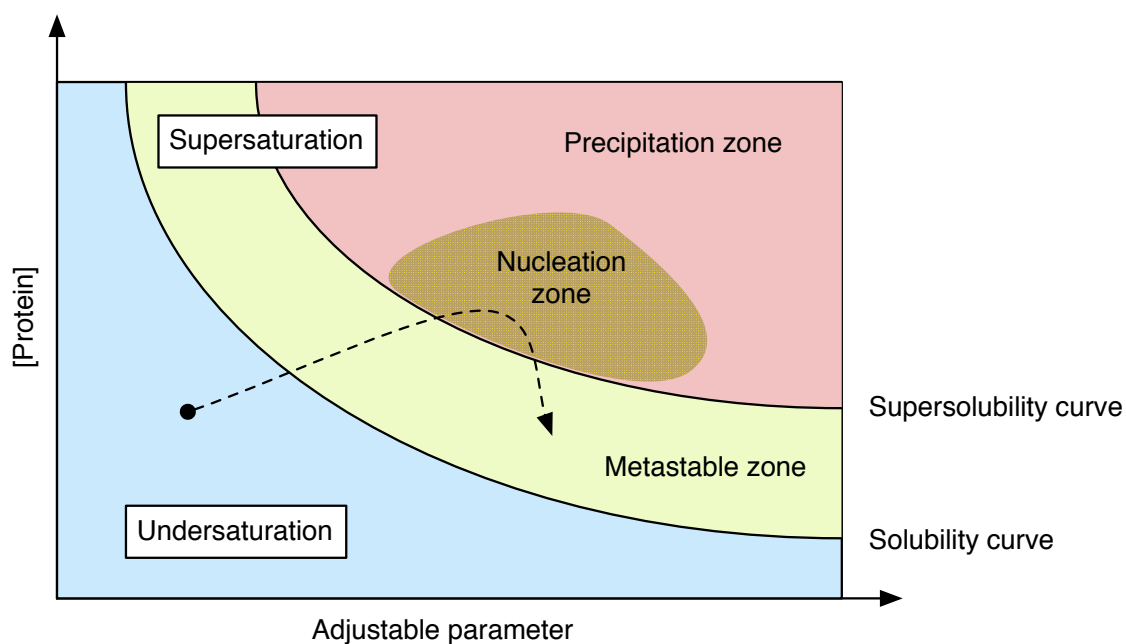 Supersaturation
Precipitation zone
Nucleation
zone
[Protein]
Supersolubility curve
Metastable zone
Undersaturation
Solubility curve
Adjustable parameter